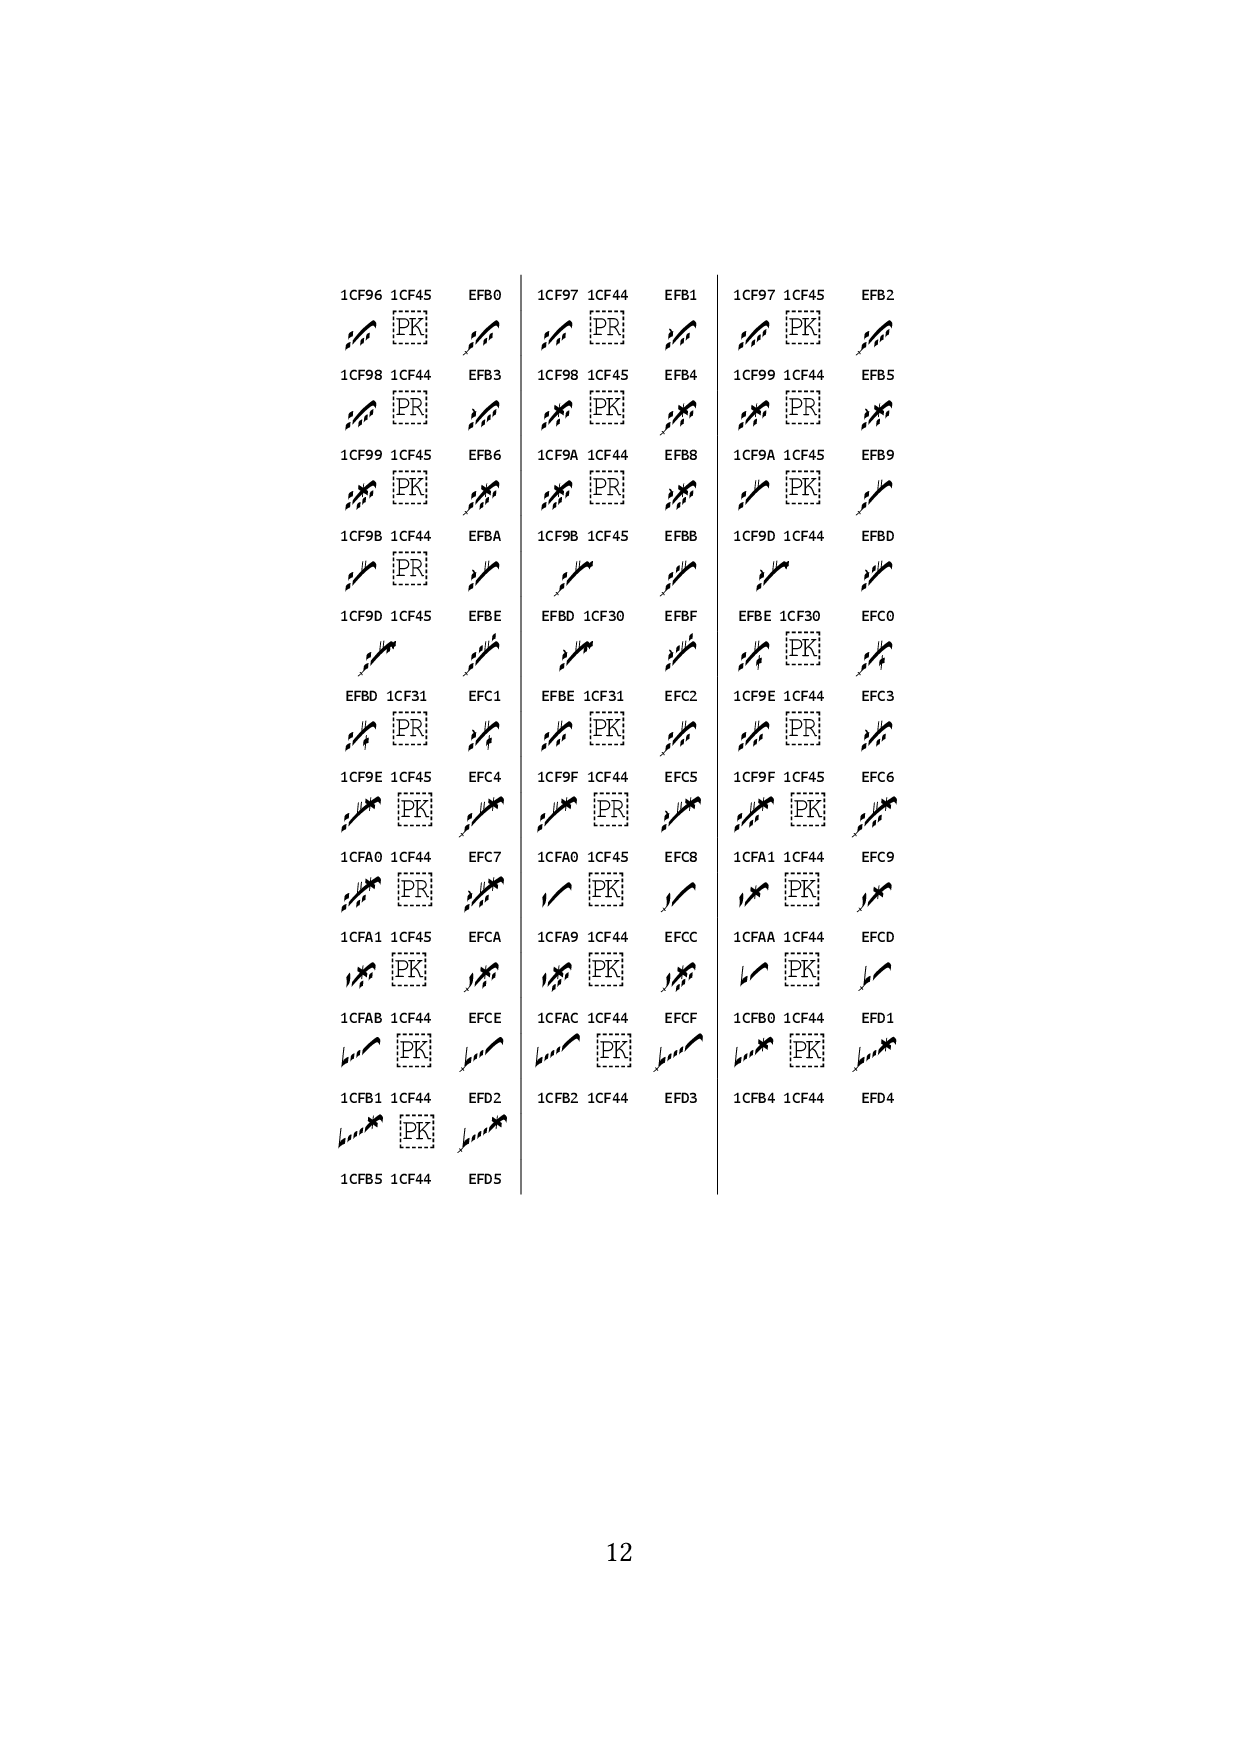 1CF96 1CF45 EFB0 1CF97 1CF44 EFB1 1CF97 1CF45 EFB2
PK PR PK
1CF98 1CF44 EFB3 1CF98 1CF45 EFB4 1CF99 1CF44 EFB5
PR PK PR
1CF99 1CF45 EFB6 1CF9A 1CF44 EFB8 1CF9A 1CF45 EFB9
PK PR PK
1CF9B 1CF44 EFBA 1CF9B 1CF45 EFBB 1CF9D 1CF44 EFBD
PR
1CF9D 1CF45 EFBE EFBD 1CF30 EFBF EFBE 1CF30 EFC0
PK
EFBD 1CF31 EFC1 EFBE 1CF31 EFC2 1CF9E 1CF44 EFC3
PR PK PR
1CF9E 1CF45 EFC4 1CF9F 1CF44 EFC5 1CF9F 1CF45 EFC6
PK PR PK
1CFA0 1CF44 EFC7 1CFA0 1CF45 EFC8 1CFA1 1CF44 EFC9
PR PK PK
1CFA1 1CF45 EFCA 1CFA9 1CF44 EFCC 1CFAA 1CF44 EFCD
PK PK PK
1CFAB 1CF44 EFCE 1CFAC 1CF44 EFCF 1CFB0 1CF44 EFD1
PK PK PK
1CFB1 1CF44 EFD2 1CFB2 1CF44 EFD3 1CFB4 1CF44 EFD4
PK
1CFB5 1CF44 EFD5
12